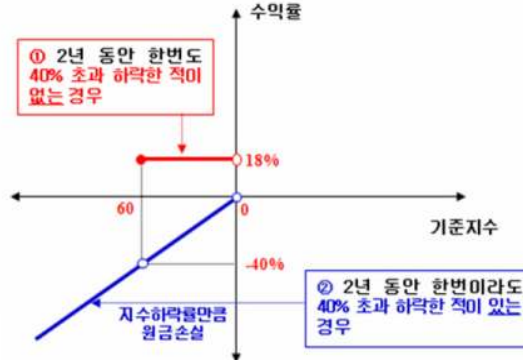 수익률
① 2년 동안 한번도
40% 초과 하락한 적이
없는 경우
18%
60
0
기준지수
-40%
② 2년 동안 한번이라도
40% 초과 하락한 적이 있는
경우
지수하락률만큼
원금손실